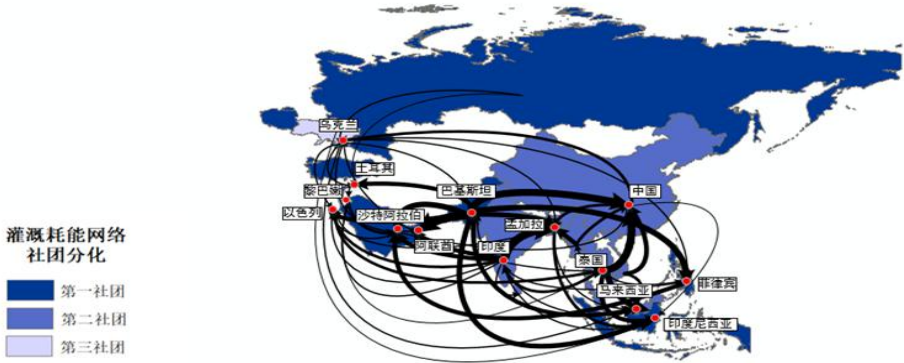 乌克兰
土耳其
黎巴嫩
巴基斯坦
中国
以色列
沙特阿拉伯
孟加拉
阿联酋
印度
泰国
马来西亚
菲律宾
印度尼西亚
灌溉耗能网络
社团分化
第一社团
第二社团
第三社团